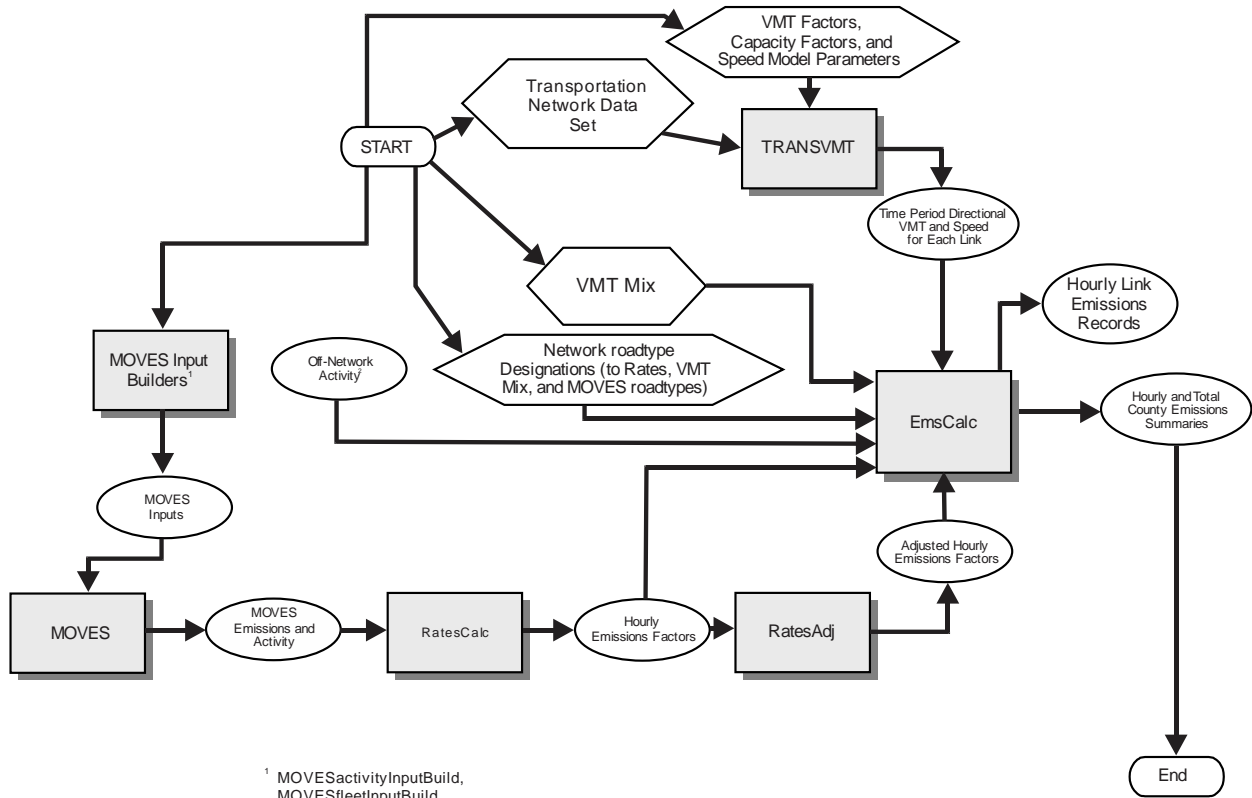 VMT Factors,
Capacity Factors, and
Speed Model Parameters
Transportation
Network Data
Set
START
TRANSVMT
Time Period Directional
VMT and Speed
for Each Link
VMT Mix
Hourly Link
Emissions
Records
MOVES Input
Builders¹
Off-Network
Activity²
Network roadtype
Designations (to Rates, VMT
Mix, and MOVES roadtypes)
EmsCalc
Hourly and Total
County Emissions
Summaries
MOVES
Inputs
Adjusted Hourly
Emissions Factors
MOVES
MOVES
Emissions and
Activity
RatesCalc
Hourly
Emissions Factors
RatesAdj
End
¹ MOVESactivityInputBuild,
MOVESfleetInputBuild